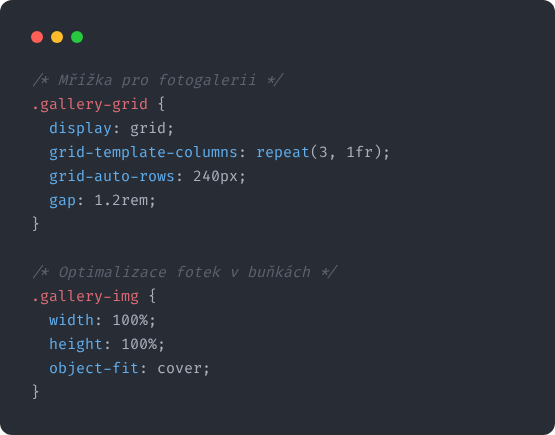 /* Mřížka pro fotogalerii */
.gallery-grid {
  display: grid;
  grid-template-columns: repeat(3, 1fr);
  grid-auto-rows: 240px;
  gap: 1.2rem;
}

/* Optimalizace fotek v buňkách */
.gallery-img {
  width: 100%;
  height: 100%;
  object-fit: cover;
}